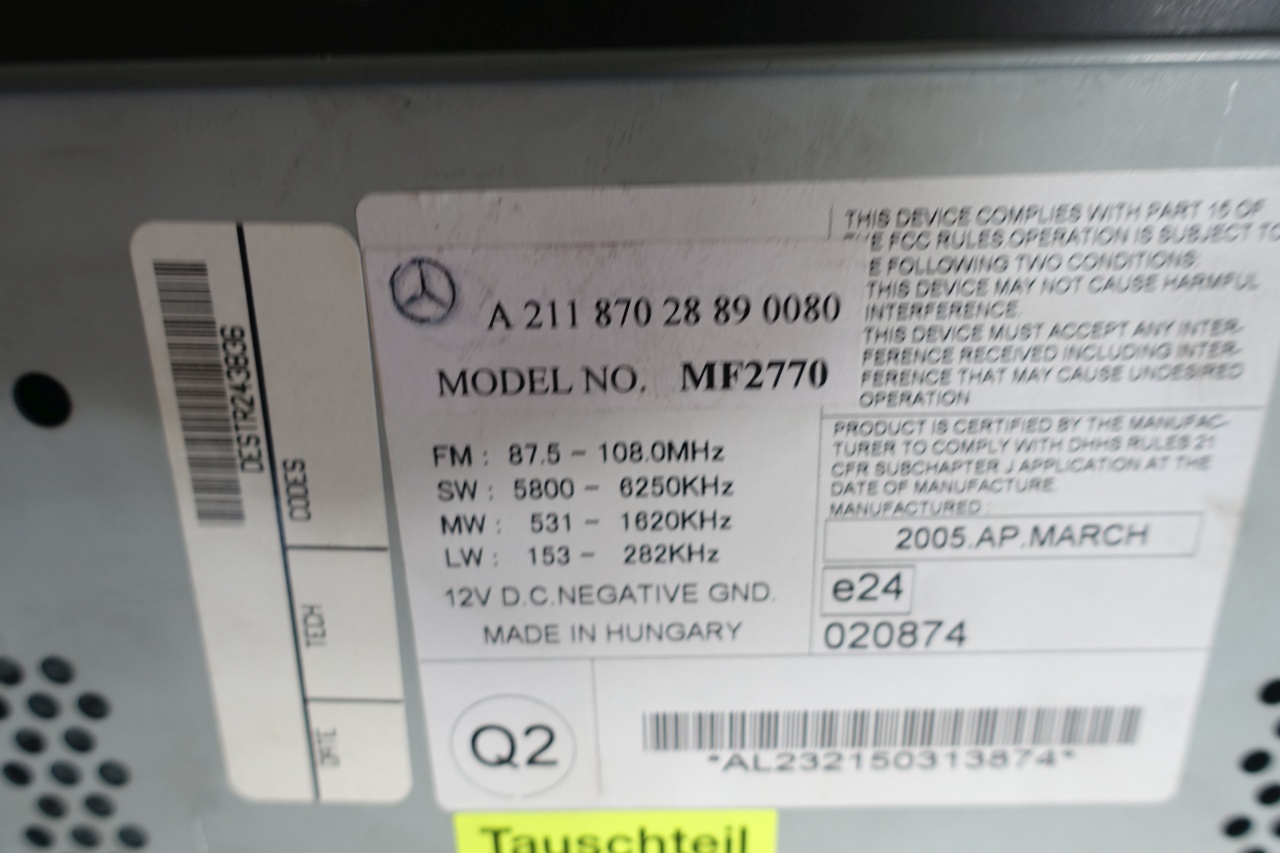 DESTR243B36
CODES
TECH
DATE
A 211 870 28 89 0080
MODEL NO. MF2770
FM : 87.5 – 108.0MHz
SW : 5800 – 6250KHz
MW : 531 – 1620KHz
LW : 153 – 282KHz
12V D.C.NEGATIVE GND.
MADE IN HUNGARY
THIS DEVICE COMPLIES WITH PART 15 OF
FCC RULES.OPERATION IS SUBJECT TO
E FOLLOWING TWO CONDITIONS:
THIS DEVICE MAY NOT CAUSE HARMFUL
INTERFERENCE.
THIS DEVICE MUST ACCEPT ANY INTER-
FERENCE RECEIVED INCLUDING INTER-
FERENCE THAT MAY CAUSE UNDESIRED
OPERATION
PRODUCT IS CERTIFIED BY THE MANUFAC-
TURER TO COMPLY WITH DHHS RULES 21
CFR SUBCHAPTER J APPLICATION AT THE
DATE OF MANUFACTURE.
MANUFACTURED :
2005.AP.MARCH
e24
020874
Q2
*AL232150313874*
Tauschteil